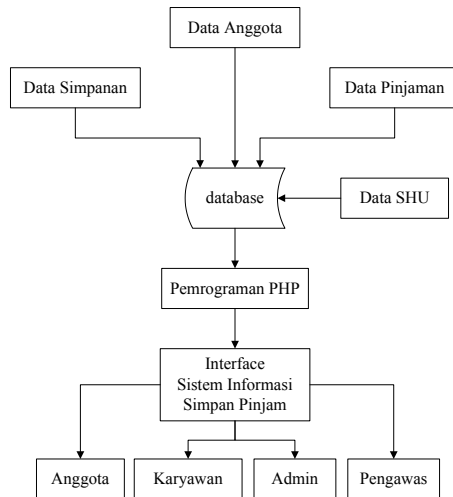 Data Anggota
Data Simpanan
Data Pinjaman
database
Data SHU
Pemrograman PHP
Interface
Sistem Informasi
Simpan Pinjam
Anggota
Karyawan
Admin
Pengawas